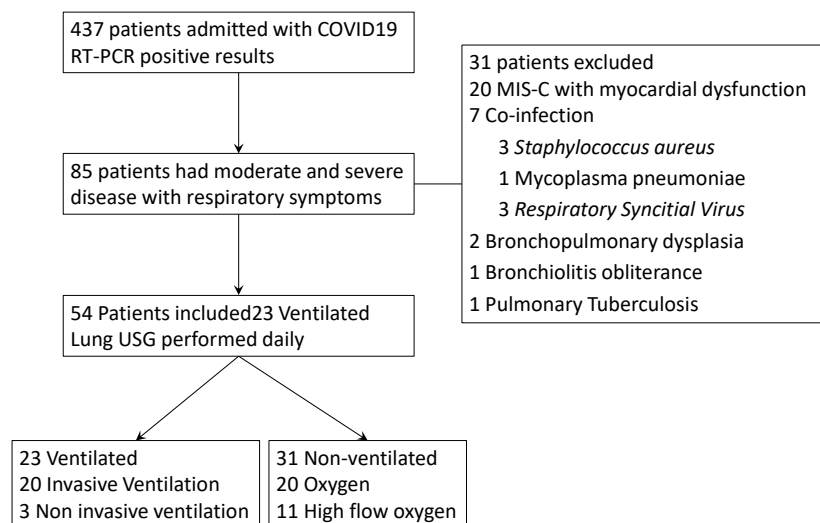 437 patients admitted with COVID19
RT-PCR positive results
31 patients excluded
20 MIS-C with myocardial dysfunction
7 Co-infection
3 Staphylococcus aureus
1 Mycoplasma pneumoniae
3 Respiratory Syncitial Virus
2 Bronchopulmonary dysplasia
1 Bronchiolitis obliterance
1 Pulmonary Tuberculosis
85 patients had moderate and severe
disease with respiratory symptoms
54 Patients included23 Ventilated
Lung USG performed daily
23 Ventilated
20 Invasive Ventilation
3 Non invasive ventilation
31 Non-ventilated
20 Oxygen
11 High flow oxygen